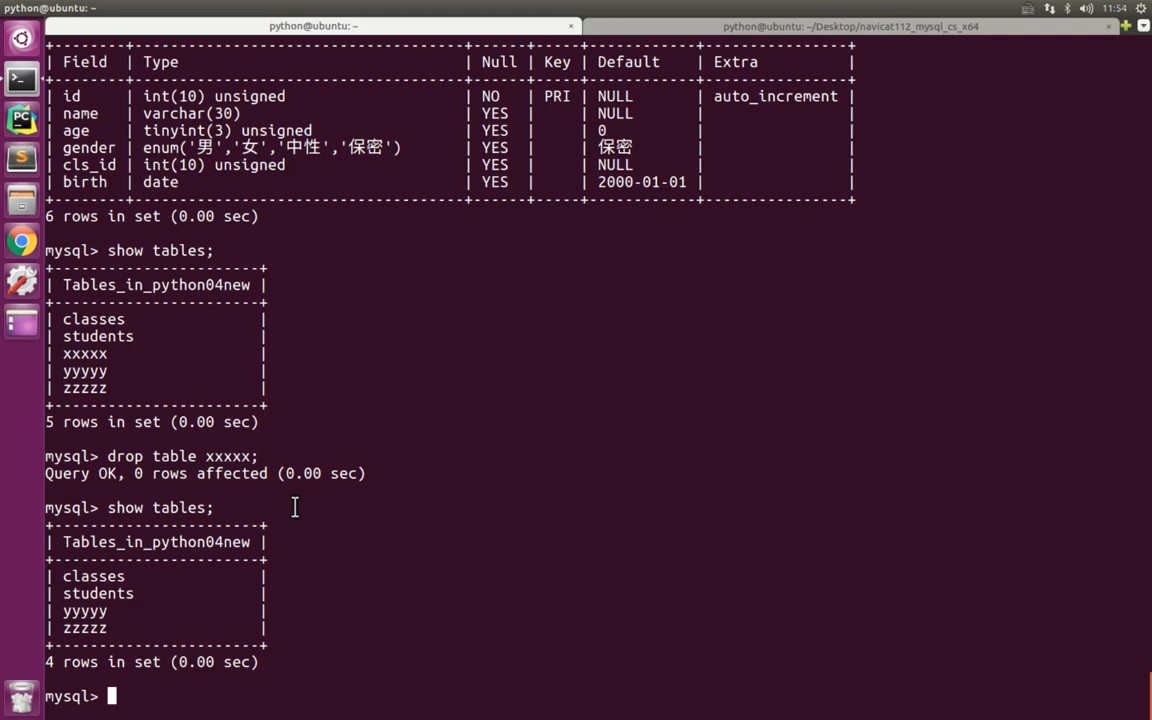 python@ubuntu: ~
11:54
python@ubuntu: ~ ×
python@ubuntu: ~/Desktop/navicat112_mysql_cs_x64 ×
+--------+-------------------------------------+------+-----+------------+----------------+
| Field  | Type                                | Null | Key | Default    | Extra          |
+--------+-------------------------------------+------+-----+------------+----------------+
| id     | int(10) unsigned                    | NO   | PRI | NULL       | auto_increment |
| name   | varchar(30)                         | YES  |     | NULL       |                |
| age    | tinyint(3) unsigned                 | YES  |     | 0          |                |
| gender | enum('男','女','中性','保密')       | YES  |     | 保密       |                |
| cls_id | int(10) unsigned                    | YES  |     | NULL       |                |
| birth  | date                                | YES  |     | 2000-01-01 |                |
+--------+-------------------------------------+------+-----+------------+----------------+
6 rows in set (0.00 sec)
mysql> show tables;
+------------------------+
| Tables_in_python04new |
+------------------------+
| classes                |
| students               |
| xxxxx                  |
| yyyyy                  |
| zzzzz                  |
+------------------------+
5 rows in set (0.00 sec)
mysql> drop table xxxxx;
Query OK, 0 rows affected (0.00 sec)
mysql> show tables;
+------------------------+
| Tables_in_python04new |
+------------------------+
| classes                |
| students               |
| yyyyy                  |
| zzzzz                  |
+------------------------+
4 rows in set (0.00 sec)
mysql>